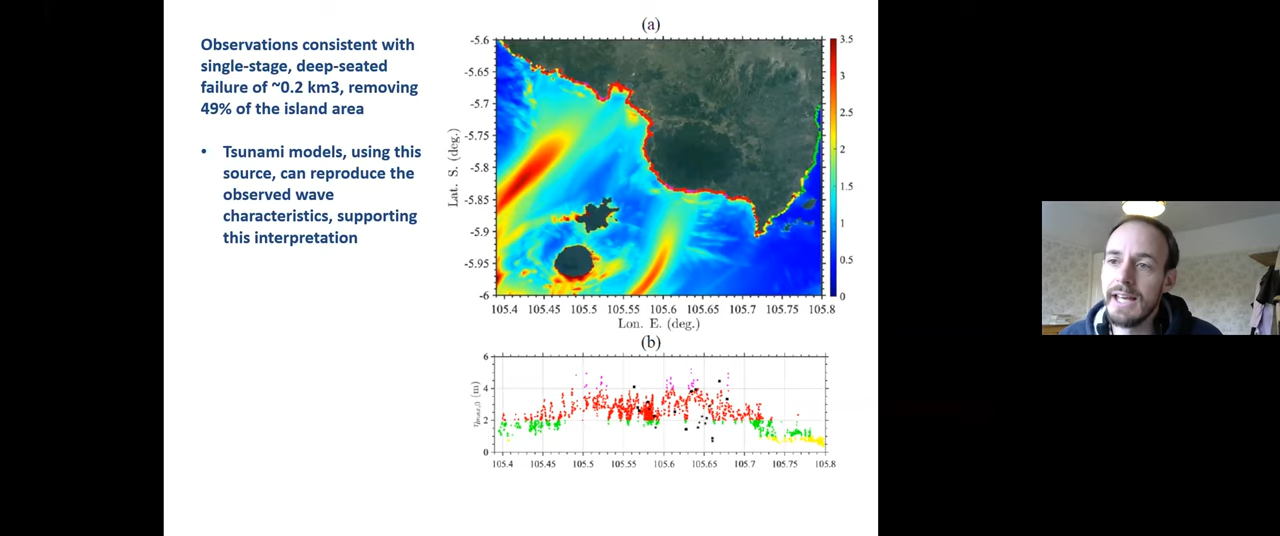 Observations consistent with
single-stage, deep-seated
failure of ~0.2 km3, removing
49% of the island area
• Tsunami models, using this
source, can reproduce the
observed wave
characteristics, supporting
this interpretation
(a)
-5.6
-5.65
-5.7
-5.75
-5.8
-5.85
-5.9
-5.95
-6
Lat. S. (deg.)
105.4 105.45 105.5 105.55 105.6 105.65 105.7 105.75 105.8
Lon. E. (deg.)
3.5
3
2.5
2
1.5
1
0.5
0
(b)
6
4
2
0
(m)
105.4 105.45 105.5 105.55 105.6 105.65 105.7 105.75 105.8